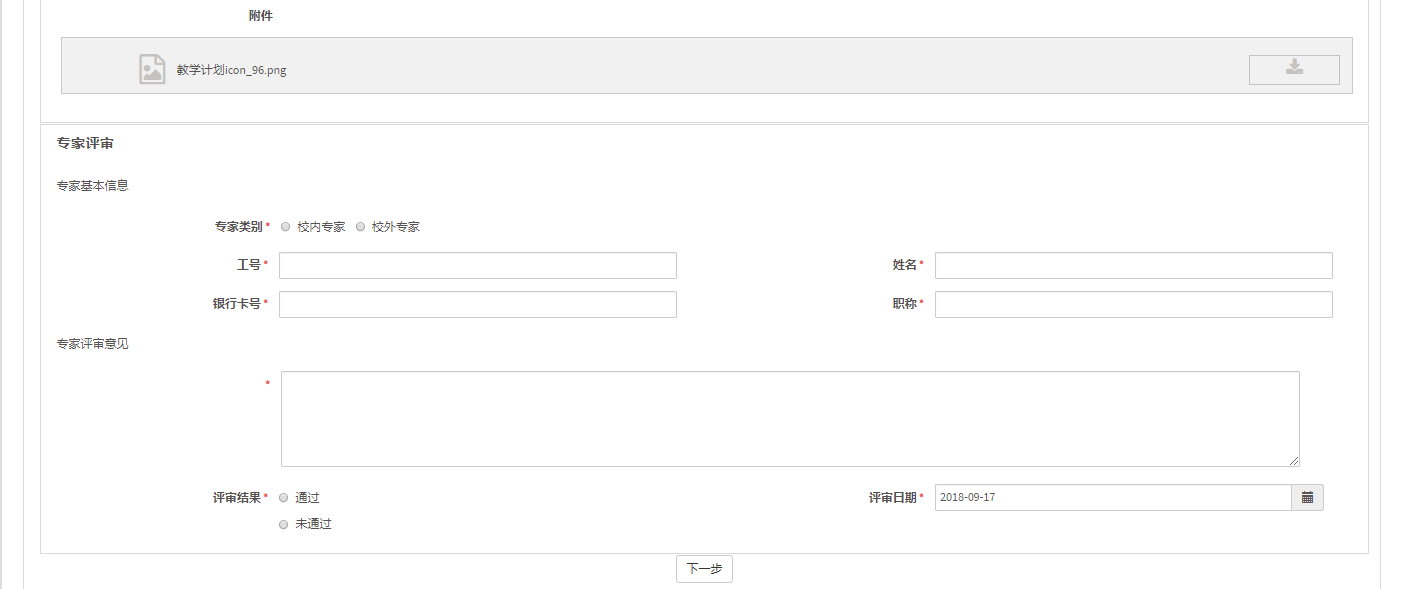 附件
教学计划icon_96.png
专家评审
专家基本信息
专家类别* 校内专家 校外专家
工号* 姓名*
银行卡号* 职称*
专家评审意见
*
评审结果* 通过 评审日期* 2018-09-17
未通过
下一步